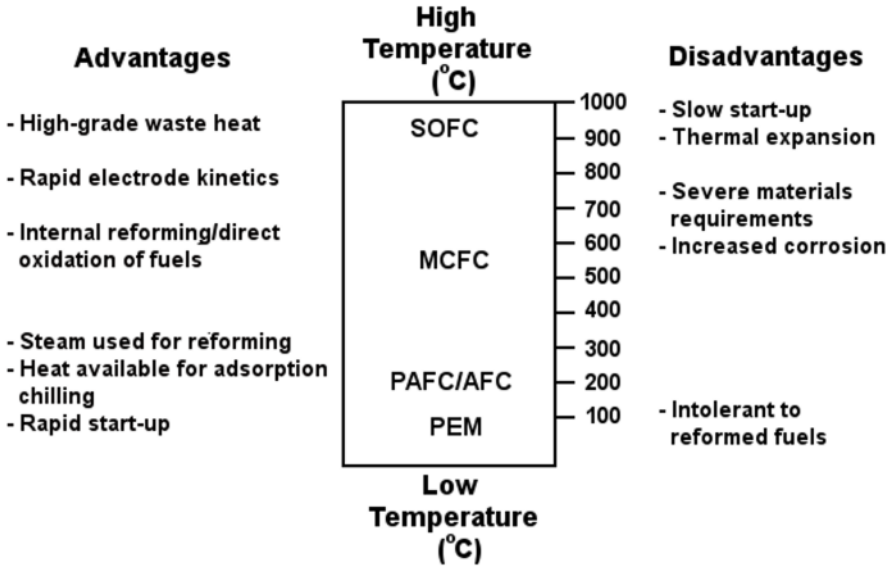 High
Temperature
(°C)
Advantages
- High-grade waste heat
- Rapid electrode kinetics
- Internal reforming/direct
oxidation of fuels
- Steam used for reforming
- Heat available for adsorption
chilling
- Rapid start-up
SOFC
MCFC
PAFC/AFC
PEM
1000
900
800
700
600
500
400
300
200
100
Disadvantages
- Slow start-up
- Thermal expansion
- Severe materials
requirements
- Increased corrosion
- Intolerant to
reformed fuels
Low
Temperature
(°C)